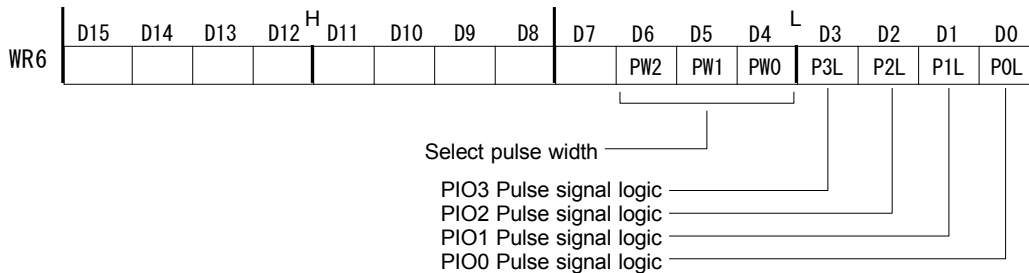 H L
D15 D14 D13 D12 D11 D10 D9 D8 D7 D6 D5 D4 D3 D2 D1 D0
WR6 PW2 PW1 PW0 P3L P2L P1L P0L
Select pulse width
PIO3 Pulse signal logic
PIO2 Pulse signal logic
PIO1 Pulse signal logic
PIO0 Pulse signal logic